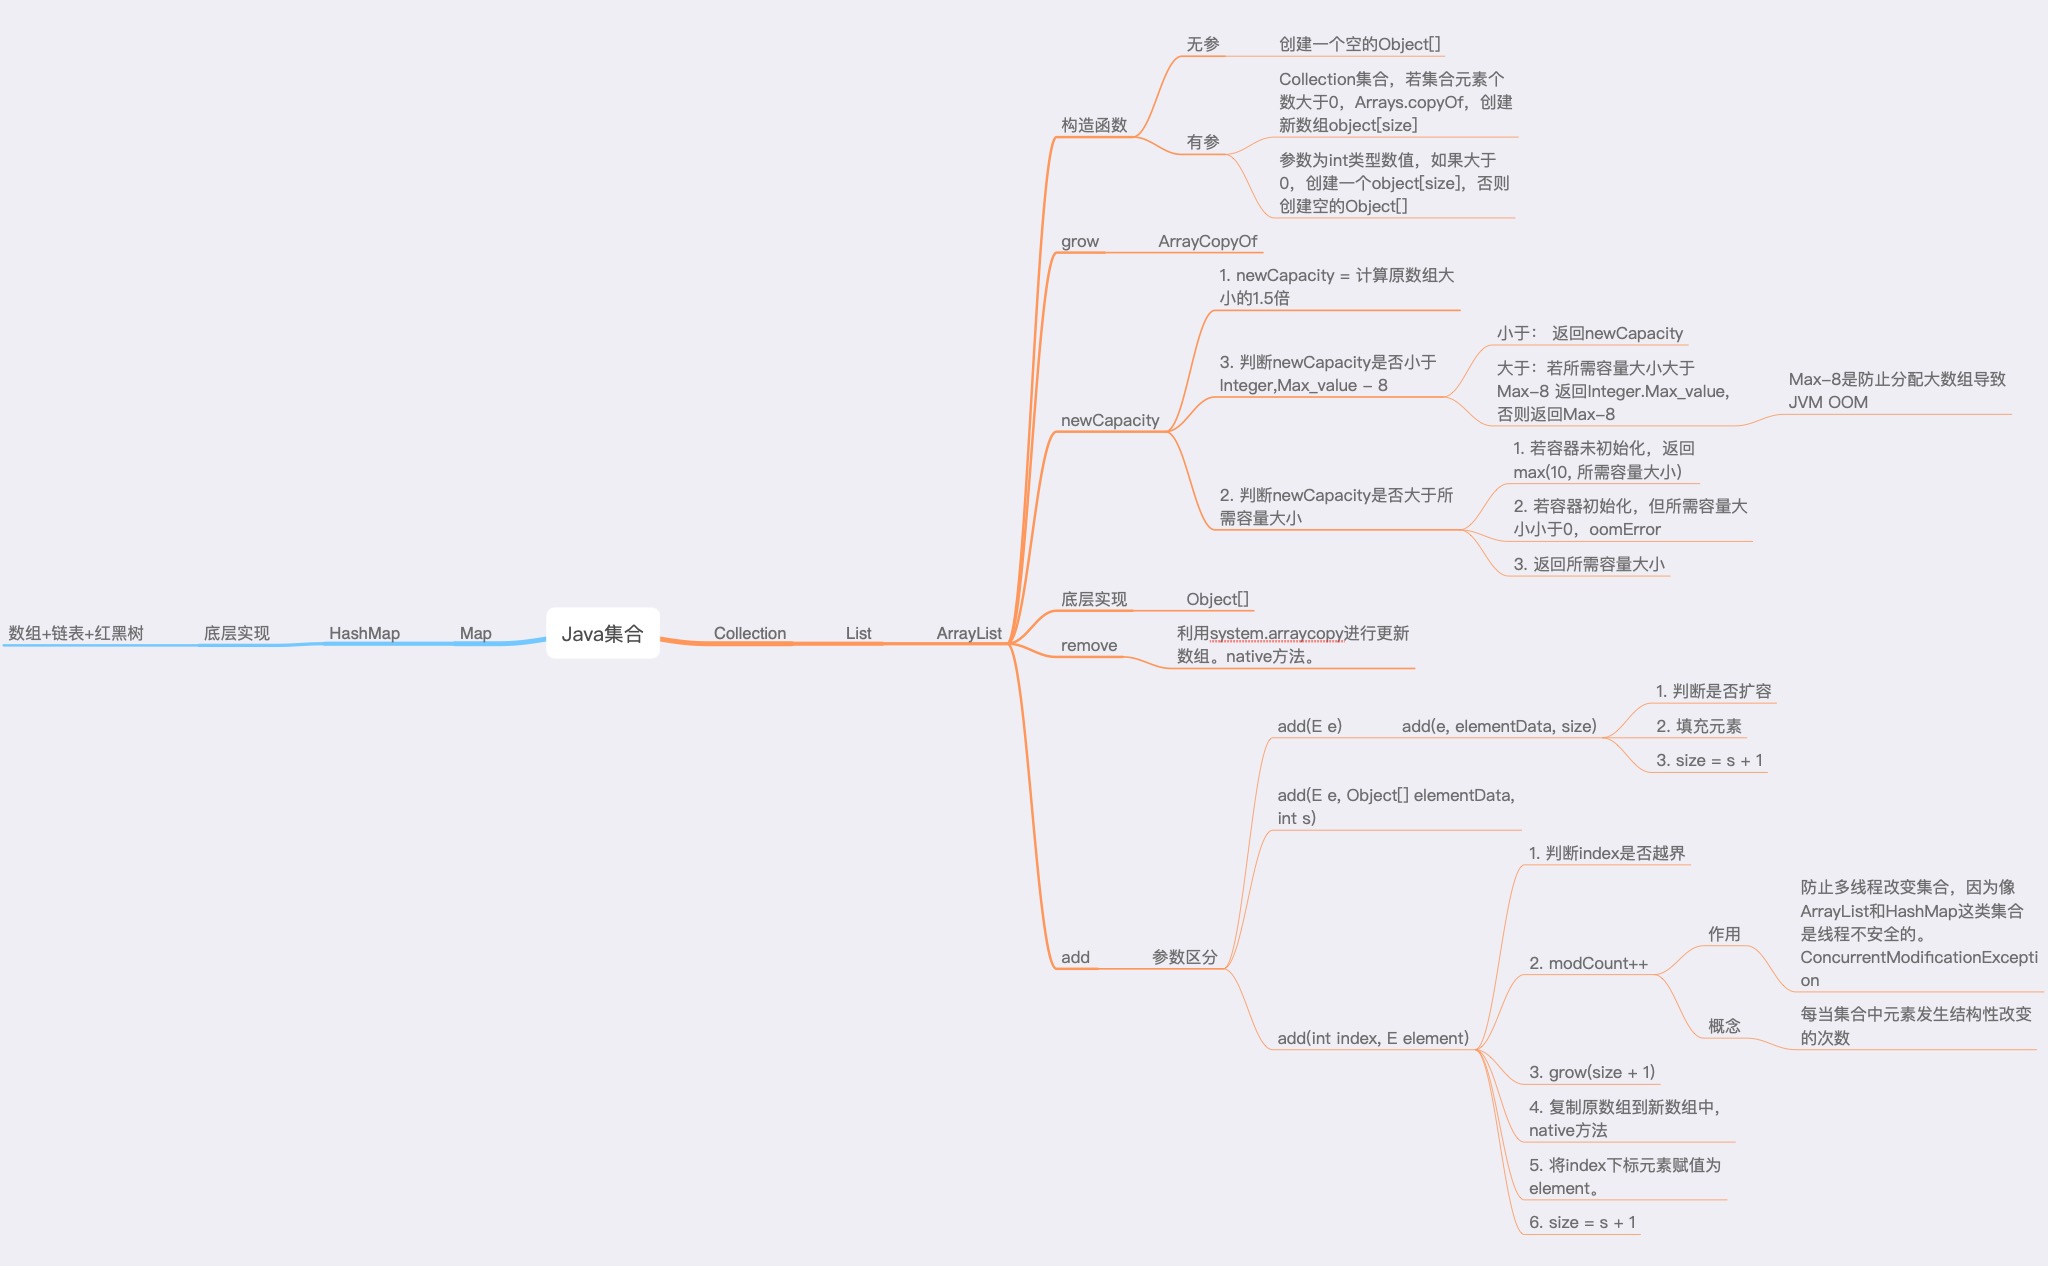 Java集合
Map
HashMap
底层实现
数组+链表+红黑树
Collection
List
ArrayList
构造函数
无参
创建一个空的Object[]
有参
Collection集合，若集合元素个
数大于0，Arrays.copyOf，创建
新数组object[size]
参数为int类型数值，如果大于
0，创建一个object[size]，否则
创建空的Object[]
grow
ArrayCopyOf
newCapacity
1. newCapacity = 计算原数组大
小的1.5倍
3. 判断newCapacity是否小于
Integer,Max_value - 8
小于： 返回newCapacity
大于：若所需容量大小大于
Max-8 返回Integer.Max_value,
否则返回Max-8
Max-8是防止分配大数组导致
JVM OOM
2. 判断newCapacity是否大于所
需容量大小
1. 若容器未初始化，返回
max(10, 所需容量大小)
2. 若容器初始化，但所需容量大
小小于0，oomError
3. 返回所需容量大小
底层实现
Object[]
remove
利用system.arraycopy进行更新
数组。native方法。
add
参数区分
add(E e)
add(e, elementData, size)
1. 判断是否扩容
2. 填充元素
3. size = s + 1
add(E e, Object[] elementData,
int s)
add(int index, E element)
1. 判断index是否越界
2. modCount++
作用
防止多线程改变集合，因为像
ArrayList和HashMap这类集合
是线程不安全的。
ConcurrentModificationExcepti
on
概念
每当集合中元素发生结构性改变
的次数
3. grow(size + 1)
4. 复制原数组到新数组中，
native方法
5. 将index下标元素赋值为
element。
6. size = s + 1